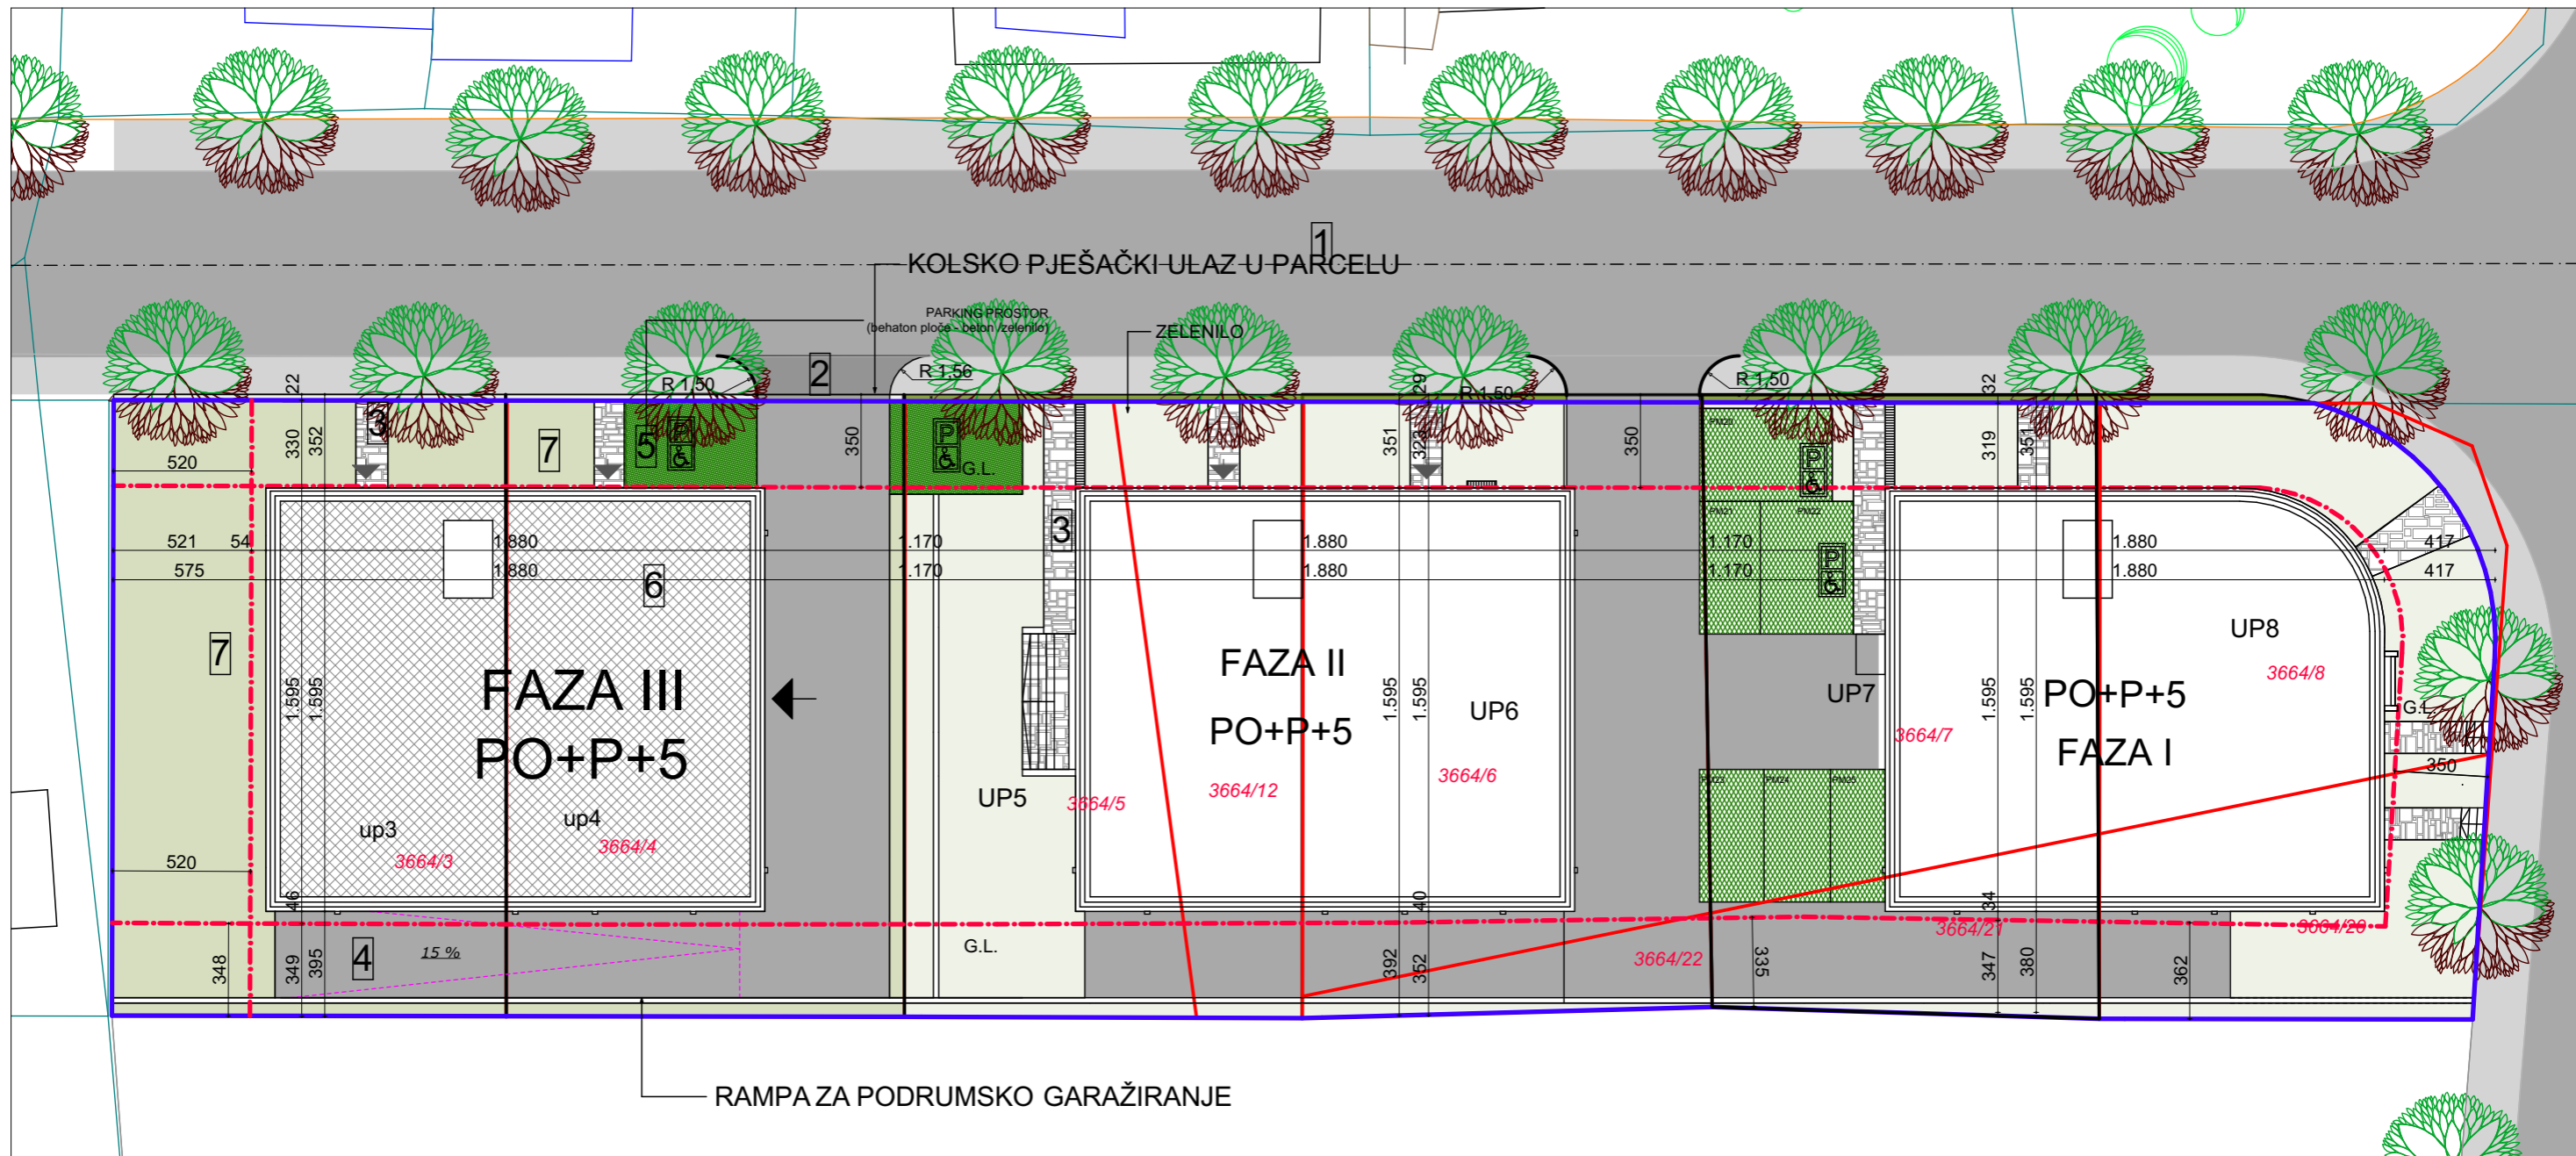 1
KOLSKO PJEŠAČKI ULAZ U PARCELU
PARKING PROSTOR
(behaton ploče - beton /zelenilo)
ZELENILO
2
R 1,50
R 1,56
R 1,50
R 1,50
22
29
32
3
7
5
P
P
G.L.
P
P
PM20
PM21
PM22
520
330
352
350
351
323
350
319
351
521
54
1.880
1.170
1.880
1.170
1.880
417
575
1.880
1.170
1.880
1.170
1.880
417
3
6
7
FAZA III
PO+P+5
up3
up4
3664/3
3664/4
1.595
1.595
FAZA II
PO+P+5
UP5
UP6
3664/5
3664/12
3664/6
1.595
1.595
UP7
UP8
3664/8
3664/7
PO+P+5
FAZA I
1.595
1.595
G.L.
350
PM23
PM24
PM25
520
46
40
34
4
15 %
G.L.
348
349
395
392
352
3664/22
335
3664/21
347
380
362
3664/20
RAMPA ZA PODRUMSKO GARAŽIRANJE